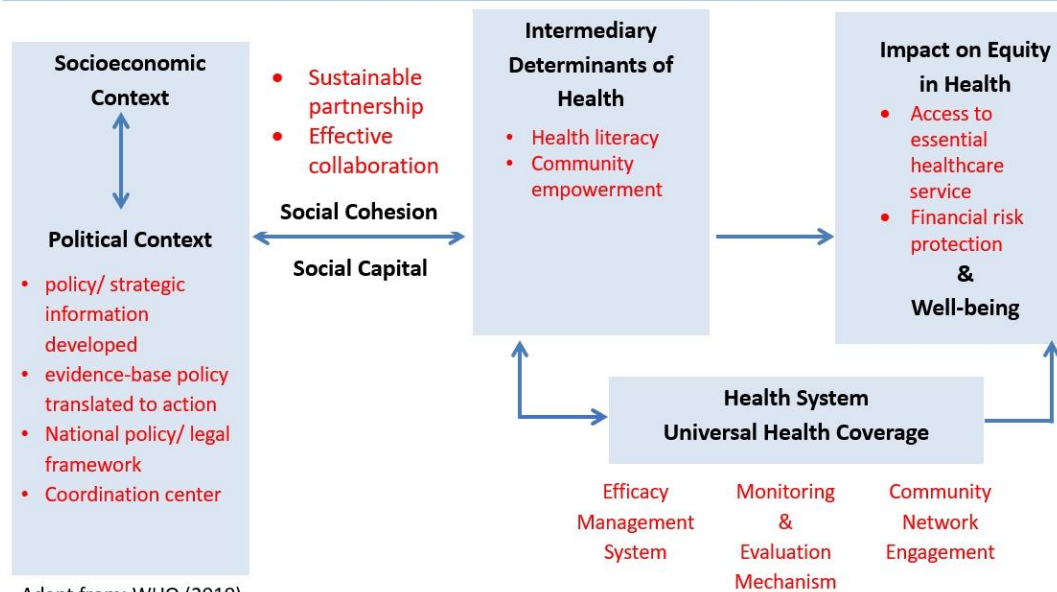 Socioeconomic
Context
Political Context
• policy/ strategic
information
developed
• evidence-base policy
translated to action
• National policy/ legal
framework
• Coordination center
• Sustainable
partnership
• Effective
collaboration
Social Cohesion
Social Capital
Intermediary
Determinants of
Health
• Health literacy
• Community
empowerment
Impact on Equity
in Health
• Access to
essential
healthcare
service
• Financial risk
protection
&
Well-being
Health System
Universal Health Coverage
Efficacy
Management
System
Monitoring
&
Evaluation
Mechanism
Community
Network
Engagement